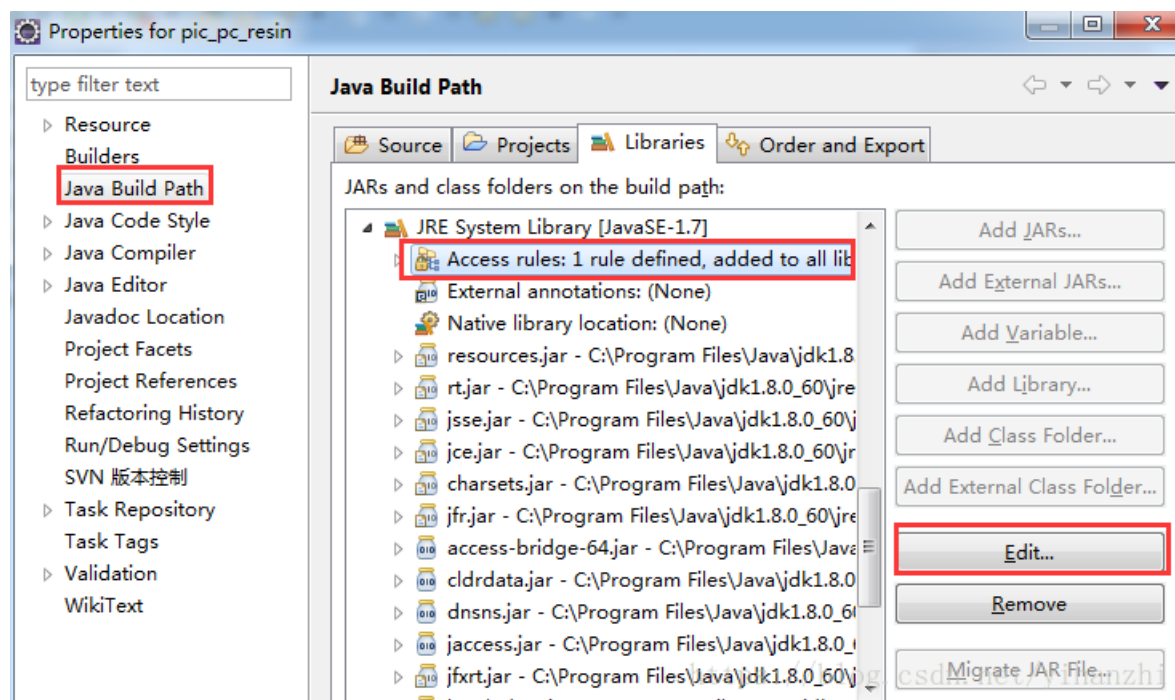 Properties for pic_pc_resin
type filter text
Resource
Builders
Java Build Path
Java Code Style
Java Compiler
Java Editor
Javadoc Location
Project Facets
Project References
Refactoring History
Run/Debug Settings
SVN 版本控制
Task Repository
Task Tags
Validation
WikiText
Java Build Path
Source
Projects
Libraries
Order and Export
JARs and class folders on the build path:
JRE System Library [JavaSE-1.7]
Access rules: 1 rule defined, added to all lib
External annotations: (None)
Native library location: (None)
resources.jar - C:\Program Files\Java\jdk1.8
rt.jar - C:\Program Files\Java\jdk1.8.0_60\jre
jsse.jar - C:\Program Files\Java\jdk1.8.0_60\j
jce.jar - C:\Program Files\Java\jdk1.8.0_60\jr
charsets.jar - C:\Program Files\Java\jdk1.8.0
jfr.jar - C:\Program Files\Java\jdk1.8.0_60\jre
access-bridge-64.jar - C:\Program Files\Java
cldrdata.jar - C:\Program Files\Java\jdk1.8.0
dnsns.jar - C:\Program Files\Java\jdk1.8.0_6
jaccess.jar - C:\Program Files\Java\jdk1.8.0_
jfxrt.jar - C:\Program Files\Java\jdk1.8.0_60\j
Add JARs...
Add External JARs...
Add Variable...
Add Library...
Add Class Folder...
Add External Class Folder...
Edit...
Remove
Migrate JAR File...